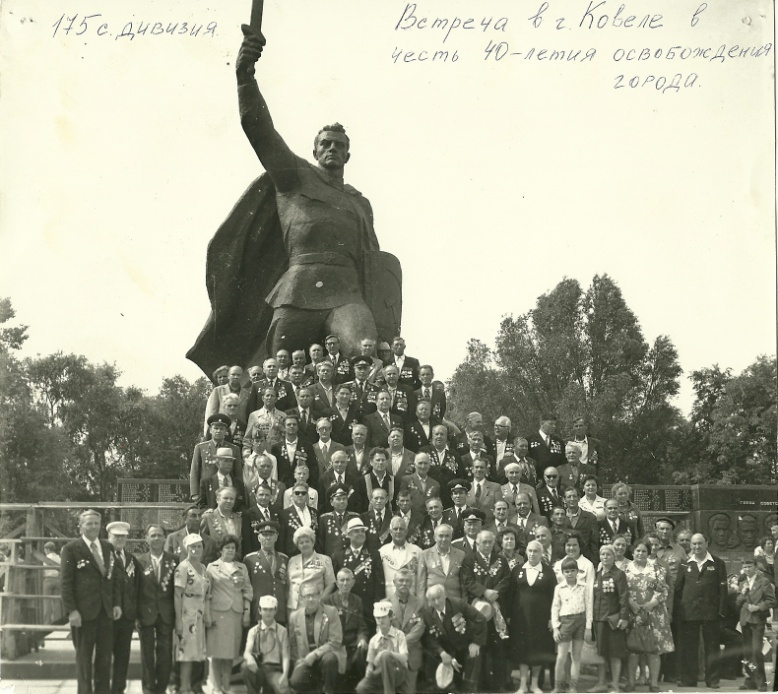 175 с. дивизия.
Встреча в г. Ковеле в
честь 40-летия освобождения
города.